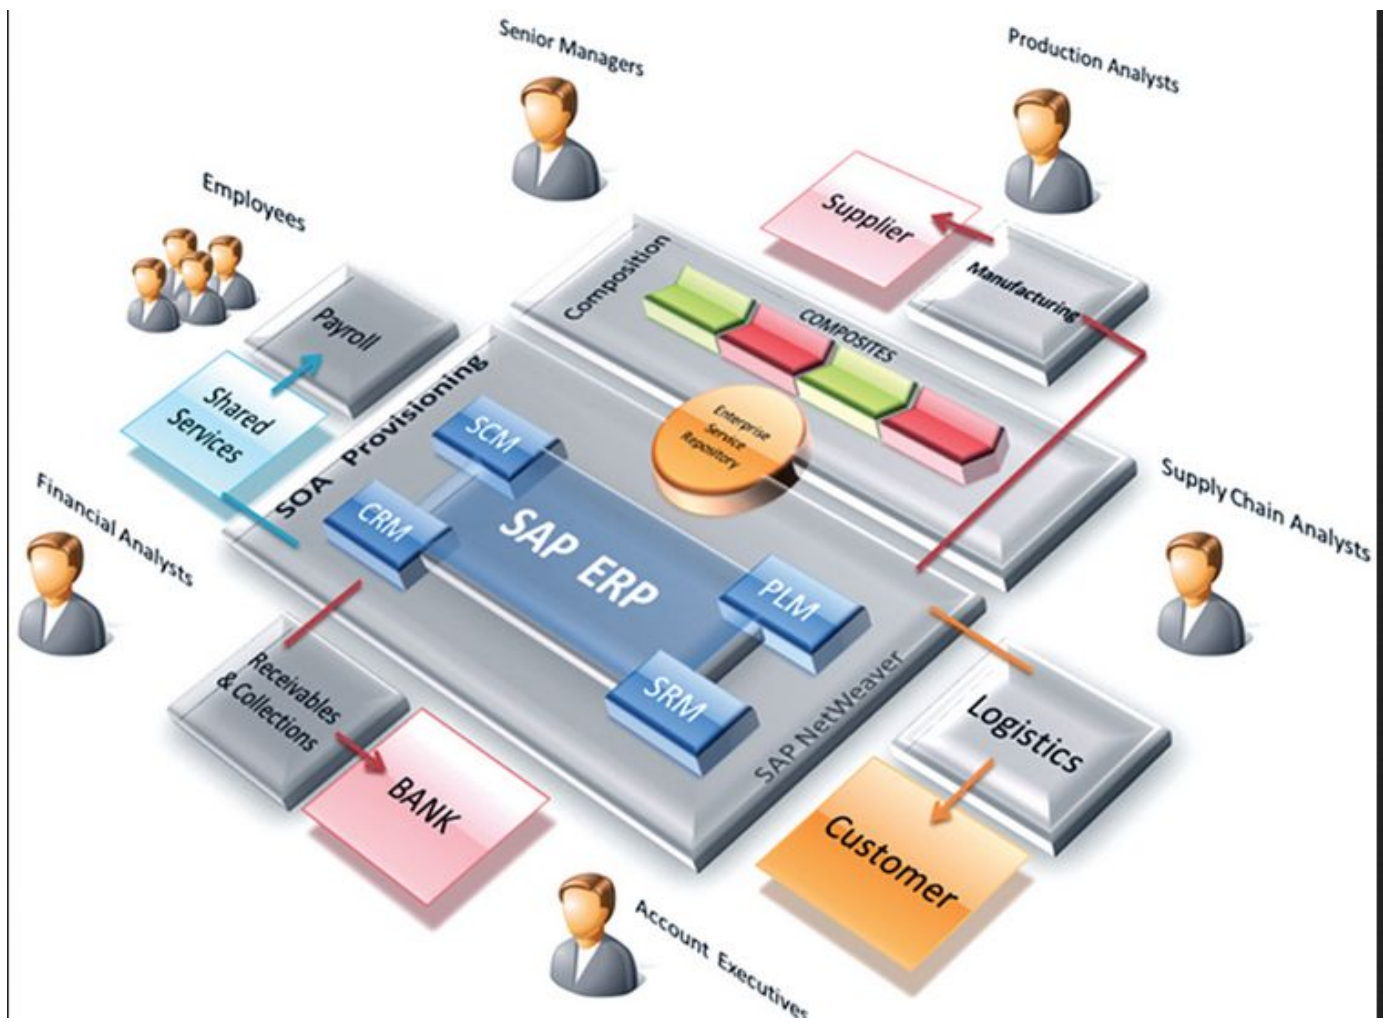 Senior Managers
Production Analysts
Employees
Supplier
Manufacturing
Composition
COMPOSITES
Payroll
Shared
Services
SOA Provisioning
Enterprise
Service
Repository
SCM
CRM
SAP ERP
PLM
SRM
SAP NetWeaver
Supply Chain Analysts
Financial Analysts
Receivables
& Collections
BANK
Logistics
Customer
Account Executives